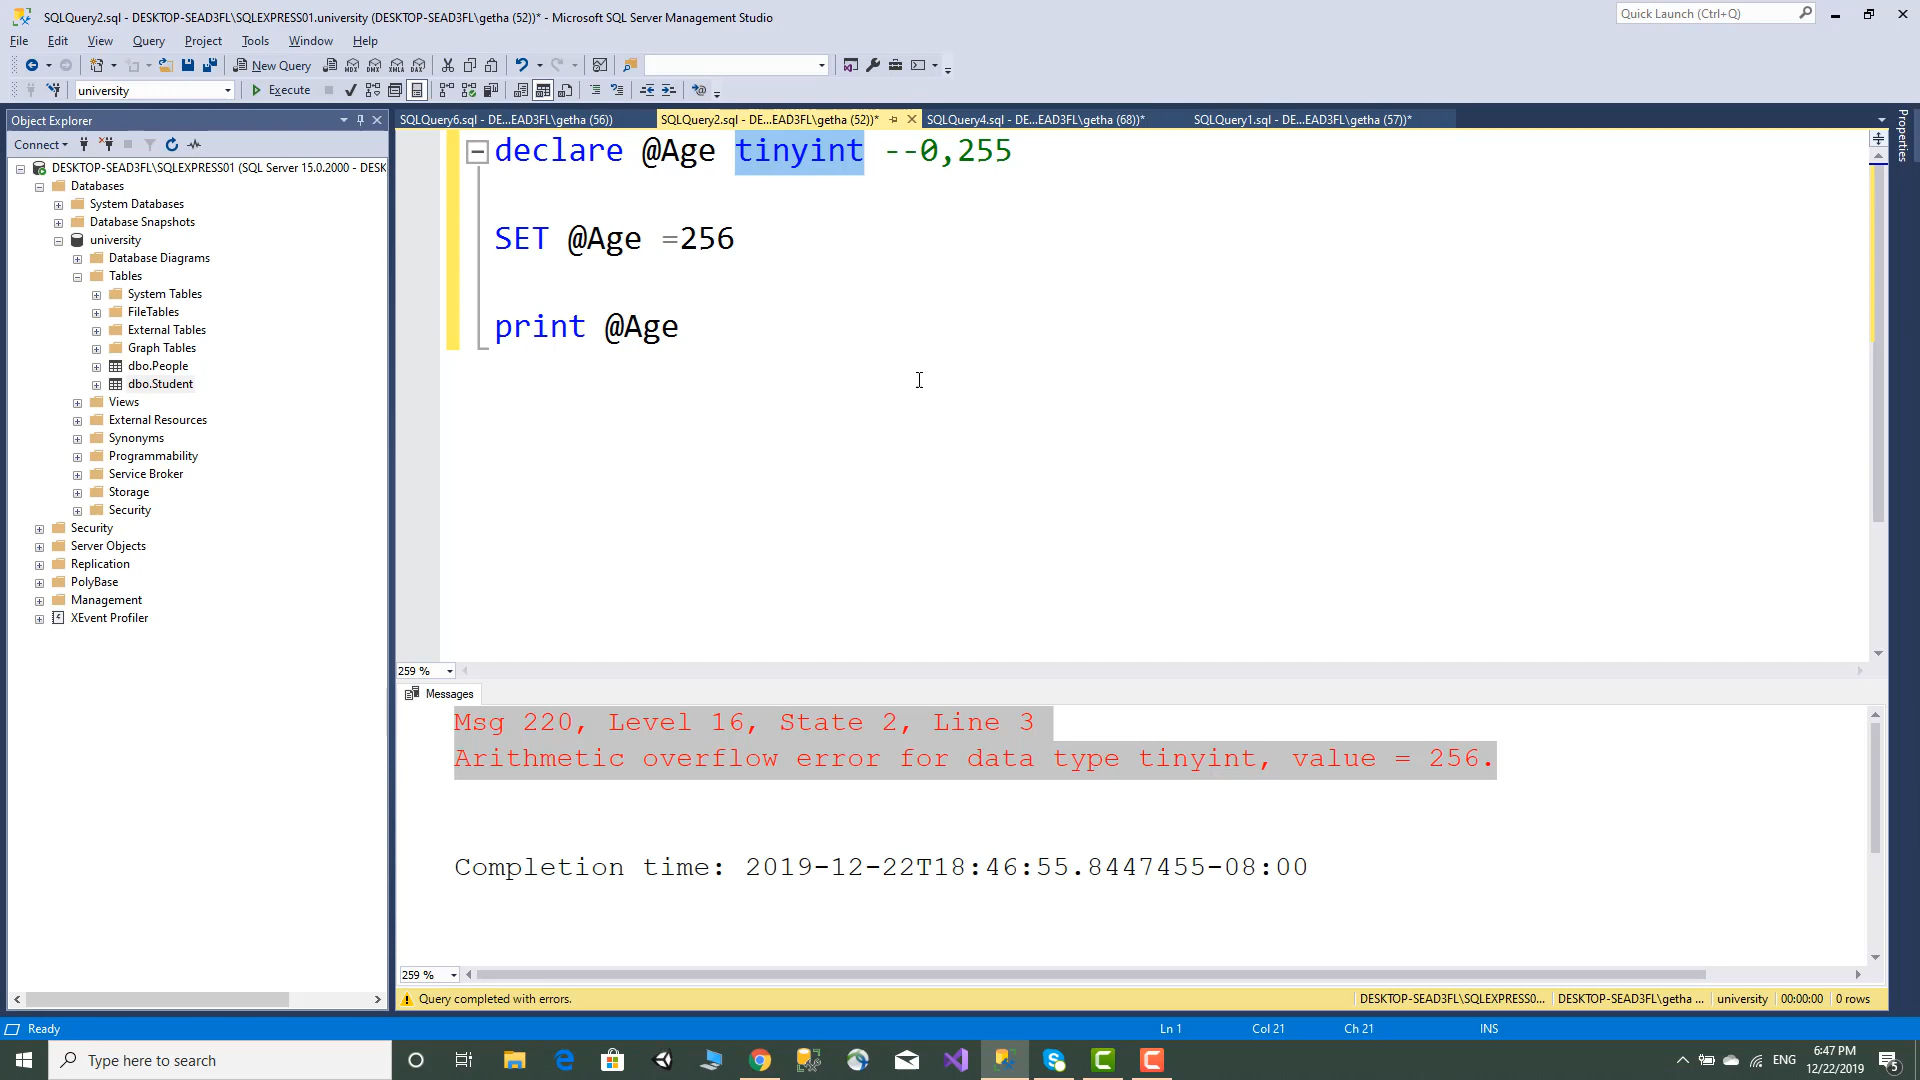 SQLQuery2.sql - DESKTOP-SEAD3FL\SQLEXPRESS01.university (DESKTOP-SEAD3FL\getha (52))* - Microsoft SQL Server Management Studio
Quick Launch (Ctrl+Q)
File Edit View Query Project Tools Window Help
New Query
MDX DMX XMLA DAX
university
Execute
Object Explorer
SQLQuery6.sql - DE...EAD3FL\getha (56))
SQLQuery2.sql - DE...EAD3FL\getha (52))*
SQLQuery4.sql - DE...EAD3FL\getha (68))*
SQLQuery1.sql - DE...EAD3FL\getha (57))*
Properties
Connect
DESKTOP-SEAD3FL\SQLEXPRESS01 (SQL Server 15.0.2000 - DESK
Databases
System Databases
Database Snapshots
university
Database Diagrams
Tables
System Tables
FileTables
External Tables
Graph Tables
dbo.People
dbo.Student
Views
External Resources
Synonyms
Programmability
Service Broker
Storage
Security
Security
Server Objects
Replication
PolyBase
Management
XEvent Profiler
declare @Age tinyint --0,255
SET @Age =256
print @Age
259 %
Messages
Msg 220, Level 16, State 2, Line 3
Arithmetic overflow error for data type tinyint, value = 256.
Completion time: 2019-12-22T18:46:55.8447455-08:00
259 %
Query completed with errors.
DESKTOP-SEAD3FL\SQLEXPRESS0... DESKTOP-SEAD3FL\getha ... university 00:00:00 0 rows
Ready
Ln 1 Col 21 Ch 21 INS
Type here to search
ENG
6:47 PM
12/22/2019
5